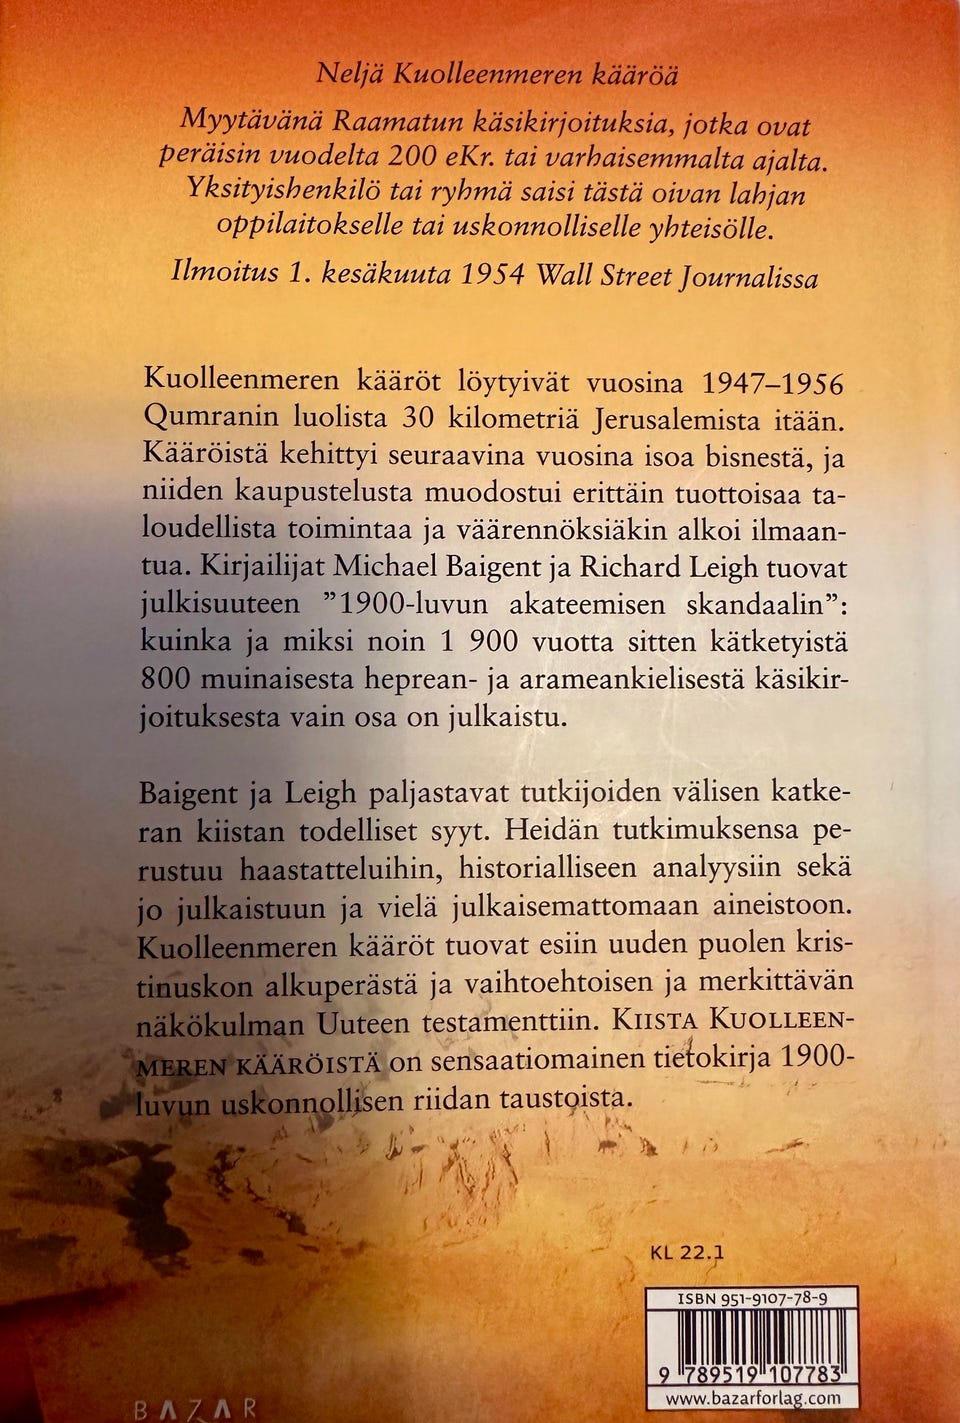 Neljä Kuolleenmeren kääröä
Myytävänä Raamatun käsikirjoituksia, jotka ovat
peräisin vuodelta 200 eKr. tai varhaisemmalta ajalta.
Yksityishenkilö tai ryhmä saisi tästä oivan lahjan
oppilaitokselle tai uskonnolliselle yhteisölle.
Ilmoitus 1. kesäkuuta 1954 Wall Street Journalissa
Kuolleenmeren kääröt löytyivät vuosina 1947–1956
Qumranin luolista 30 kilometriä Jerusalemista itään.
Kääröistä kehittyi seuraavina vuosina isoa bisnestä, ja
niiden kaupustelusta muodostui erittäin tuottoisaa ta-
loudellista toimintaa ja väärennöksiäkin alkoi ilmaan-
tua. Kirjailijat Michael Baigent ja Richard Leigh tuovat
julkisuuteen ”1900-luvun akateemisen skandaalin”:
kuinka ja miksi noin 1 900 vuotta sitten kätketyistä
800 muinaisesta heprean- ja arameankielisestä käsikir-
joituksesta vain osa on julkaistu.
Baigent ja Leigh paljastavat tutkijoiden välisen katke-
ran kiistan todelliset syyt. Heidän tutkimuksensa pe-
rustuu haastatteluihin, historialliseen analyysiin sekä
jo julkaistuun ja vielä julkaisemattomaan aineistoon.
Kuolleenmeren kääröt tuovat esiin uuden puolen kris-
tinuskon alkuperästä ja vaihtoehtoisen ja merkittävän
näkökulman Uuteen testamenttiin. KIISTA KUOLLEEN-
MEREN KÄÄRÖISTÄ on sensaatiomainen tietokirja 1900-
luvun uskonnollisen riidan taustoista.
KL 22.1
ISBN 951-9107-78-9
9 789519 107783
www.bazarforlag.com
BAZAR